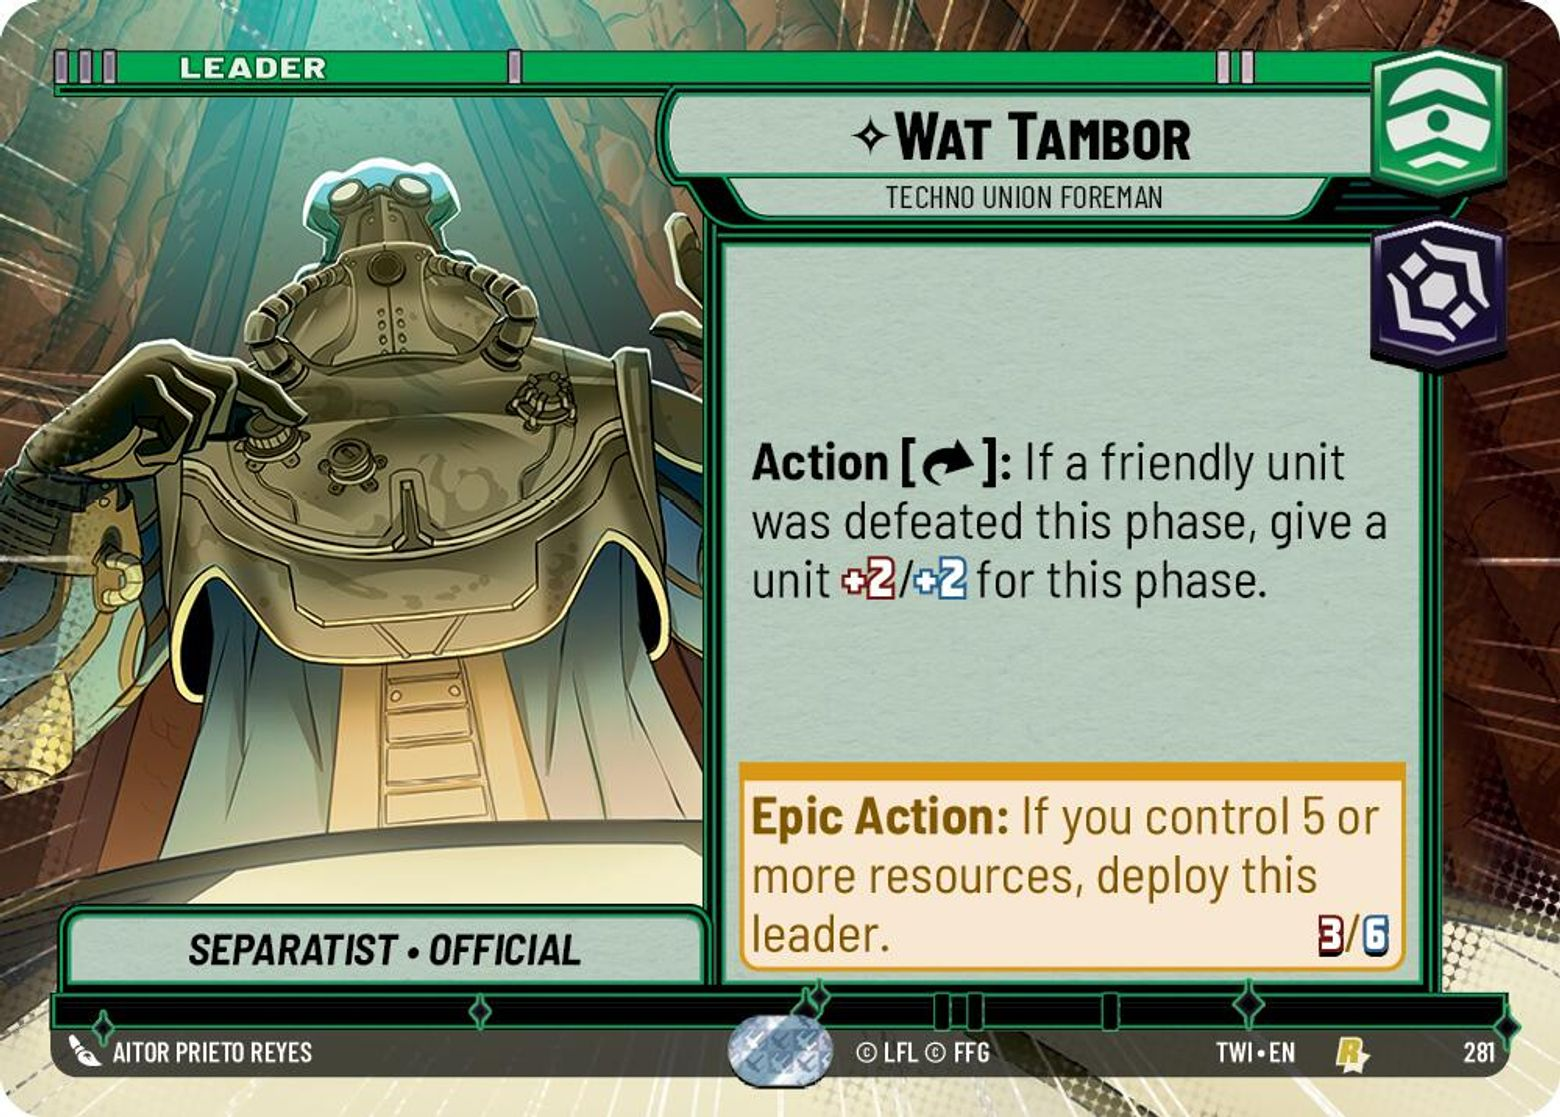 LEADER
WAT TAMBOR
TECHNO UNION FOREMAN
Action [ ]: If a friendly unit
was defeated this phase, give a
unit +2/+2 for this phase.
Epic Action: If you control 5 or
more resources, deploy this
leader.
3/6
SEPARATIST • OFFICIAL
AITOR PRIETO REYES
© LFL © FFG
TWI • EN
R
281